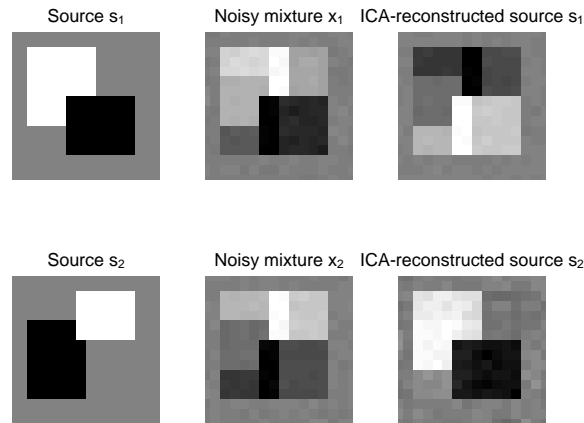 Source s₁
Noisy mixture x₁
ICA-reconstructed source s₁
Source s₂
Noisy mixture x₂
ICA-reconstructed source s₂